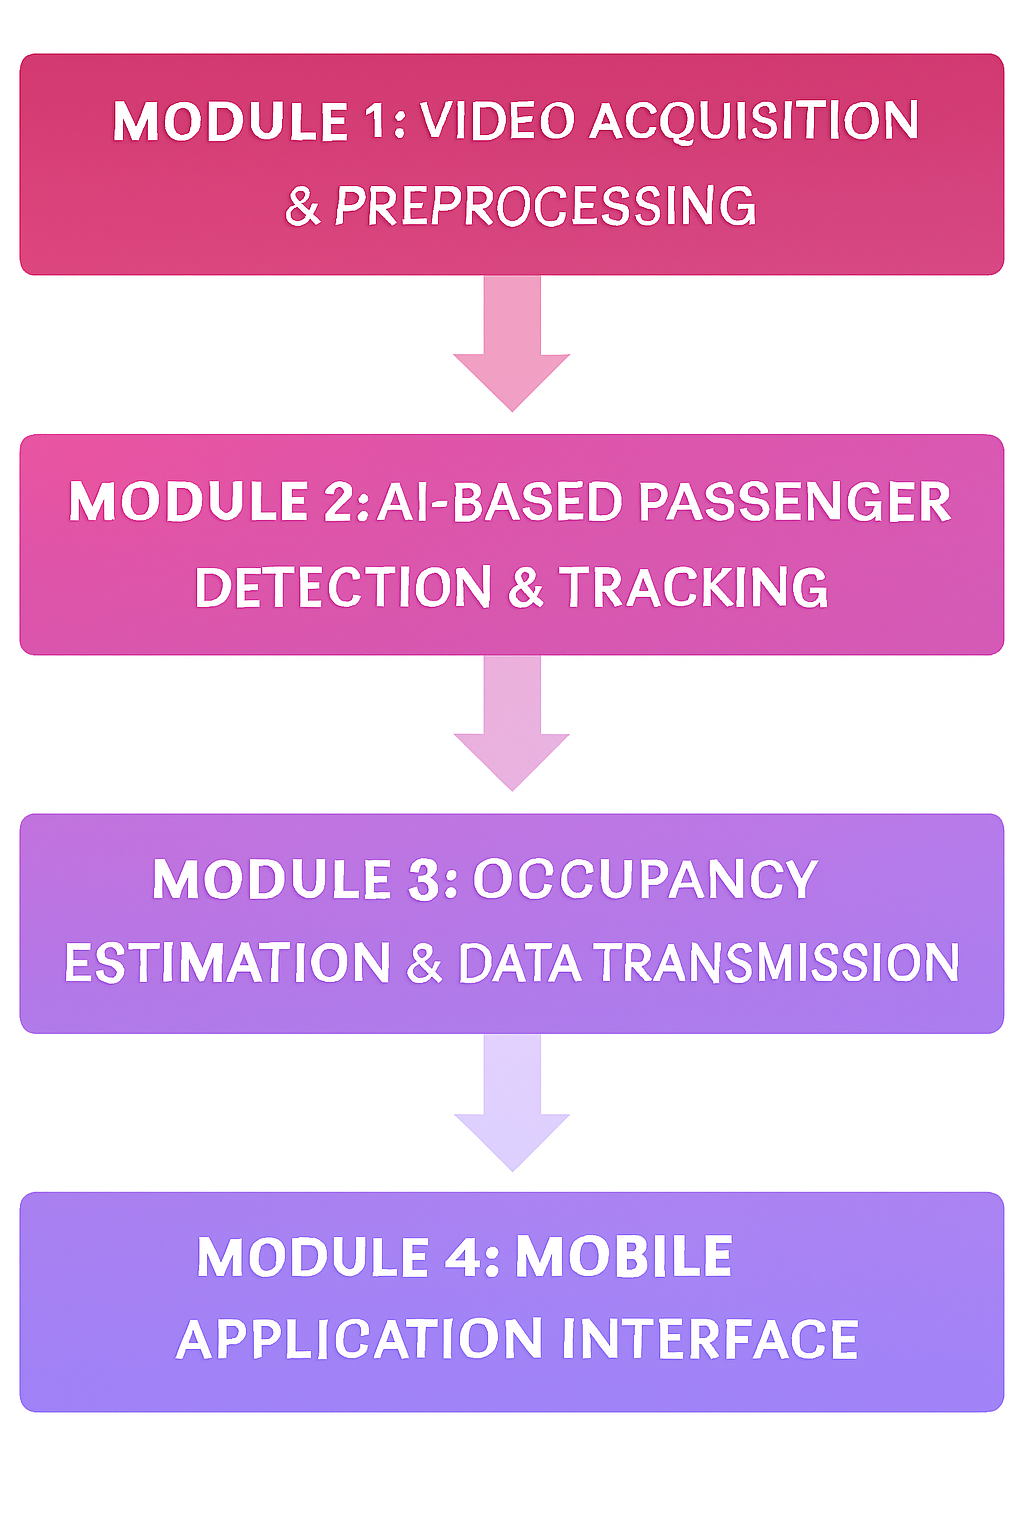 MODULE 1: VIDEO ACQUISITION
& PREPROCESSING
MODULE 2: AI-BASED PASSENGER
DETECTION & TRACKING
MODULE 3: OCCUPANCY
ESTIMATION & DATA TRANSMISSION
MODULE 4: MOBILE
APPLICATION INTERFACE